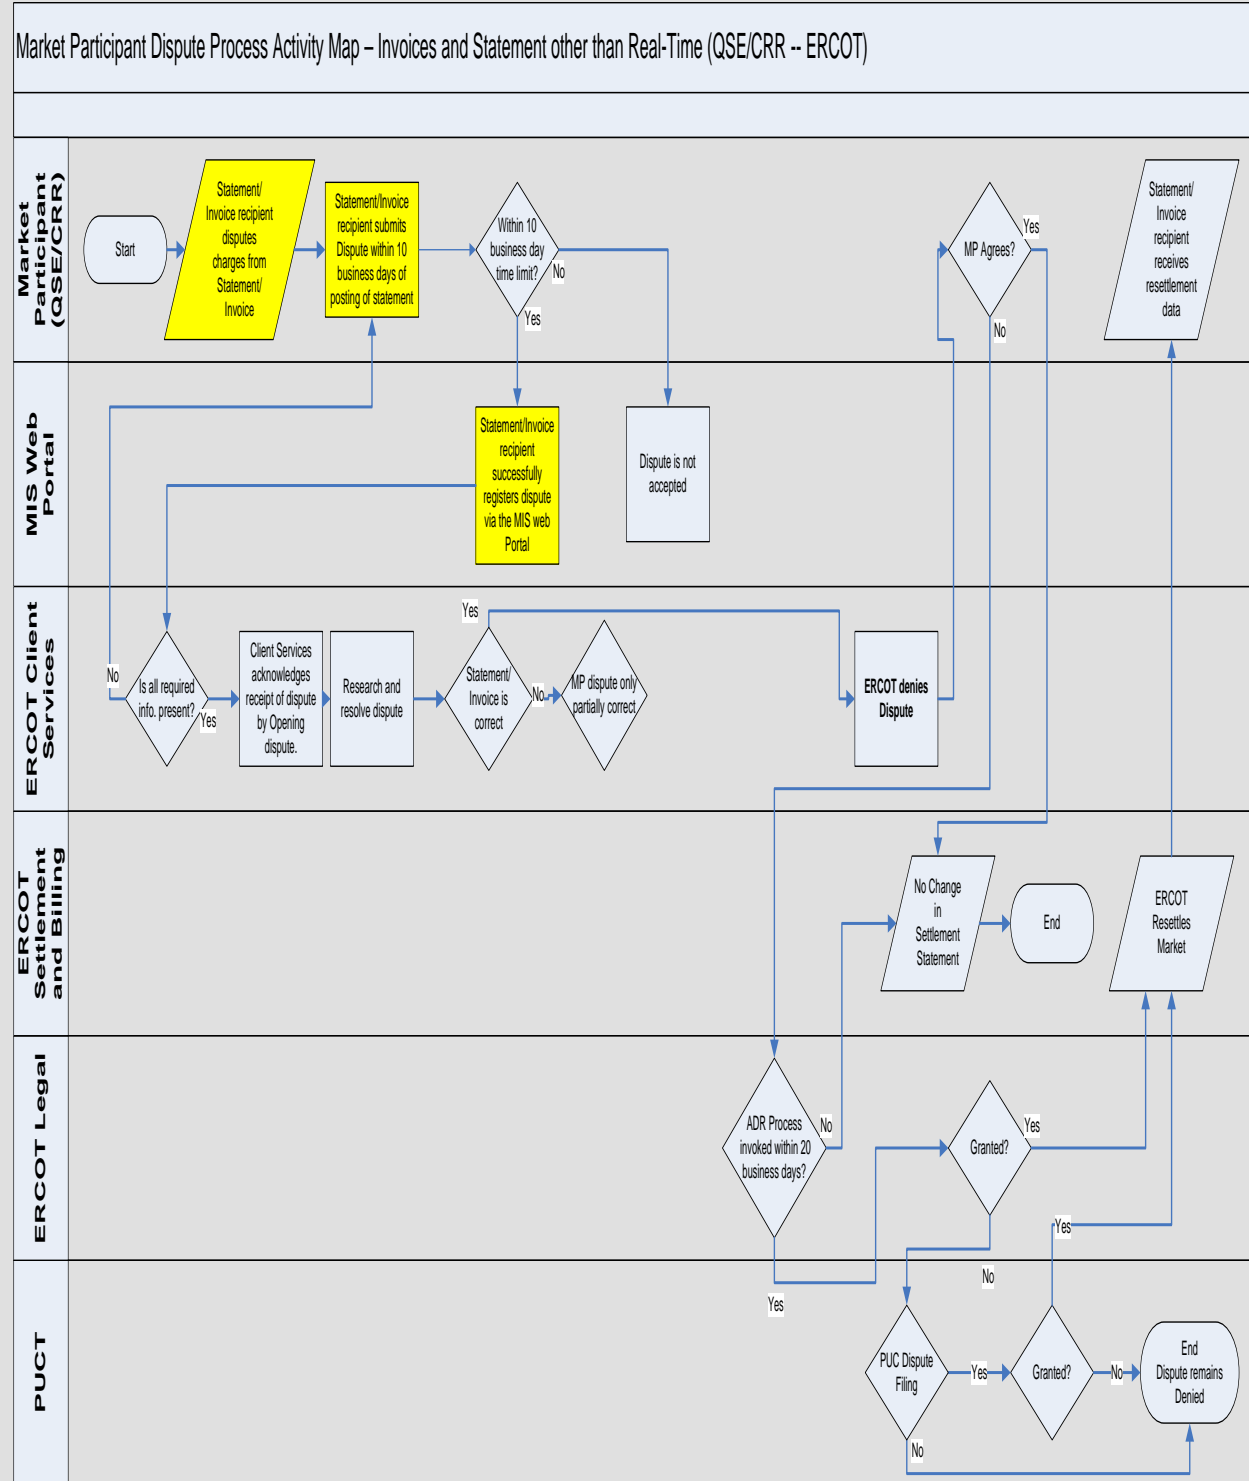 Market Participant Dispute Process Activity Map – Invoices and Statement other than Real-Time (QSE/CRR -- ERCOT)
Market
Participant
(QSE/CRR)
Start
Statement/
Invoice recipient
disputes
charges from
Statement/
Invoice
Statement/Invoice
recipient submits
Dispute within 10
business days of
posting of statement
Within 10
business day
time limit?
No
Yes
MP Agrees?
Yes
No
Statement/
Invoice
recipient
receives
resettlement
data
MIS Web
Portal
Statement/Invoice
recipient
successfully
registers dispute
via the MIS web
Portal
Dispute is not
accepted
ERCOT Client
Services
No
Is all required
info. present?
Yes
Client Services
acknowledges
receipt of dispute
by Opening
dispute.
Research and
resolve dispute
Yes
Statement/
Invoice is
correct
No
MP dispute only
partially correct
ERCOT denies
Dispute
ERCOT
Settlement
and Billing
No Change
in
Settlement
Statement
End
ERCOT
Resettles
Market
ERCOT Legal
ADR Process
invoked within 20
business days?
No
Yes
Granted?
Yes
No
PUCT
PUC Dispute
Filing
Yes
No
Granted?
Yes
No
End
Dispute remains
Denied